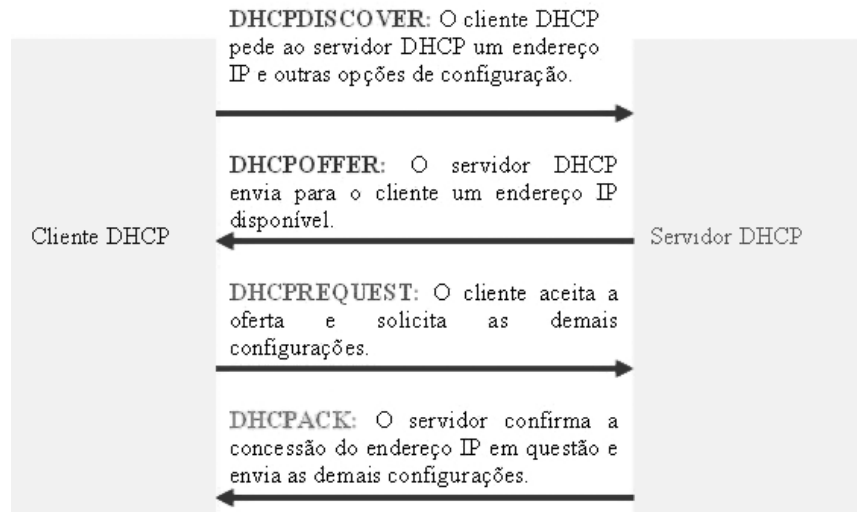 DHCPDISCOVER: O cliente DHCP
pede ao servidor DHCP um endereço
IP e outras opções de configuração.
DHCPOFFER: O servidor DHCP
envia para o cliente um endereço IP
disponível.
Cliente DHCP
Servidor DHCP
DHCPREQUEST: O cliente aceita a
oferta e solicita as demais
configurações.
DHCPACK: O servidor confirma a
concessão do endereço IP em questão e
envia as demais configurações.